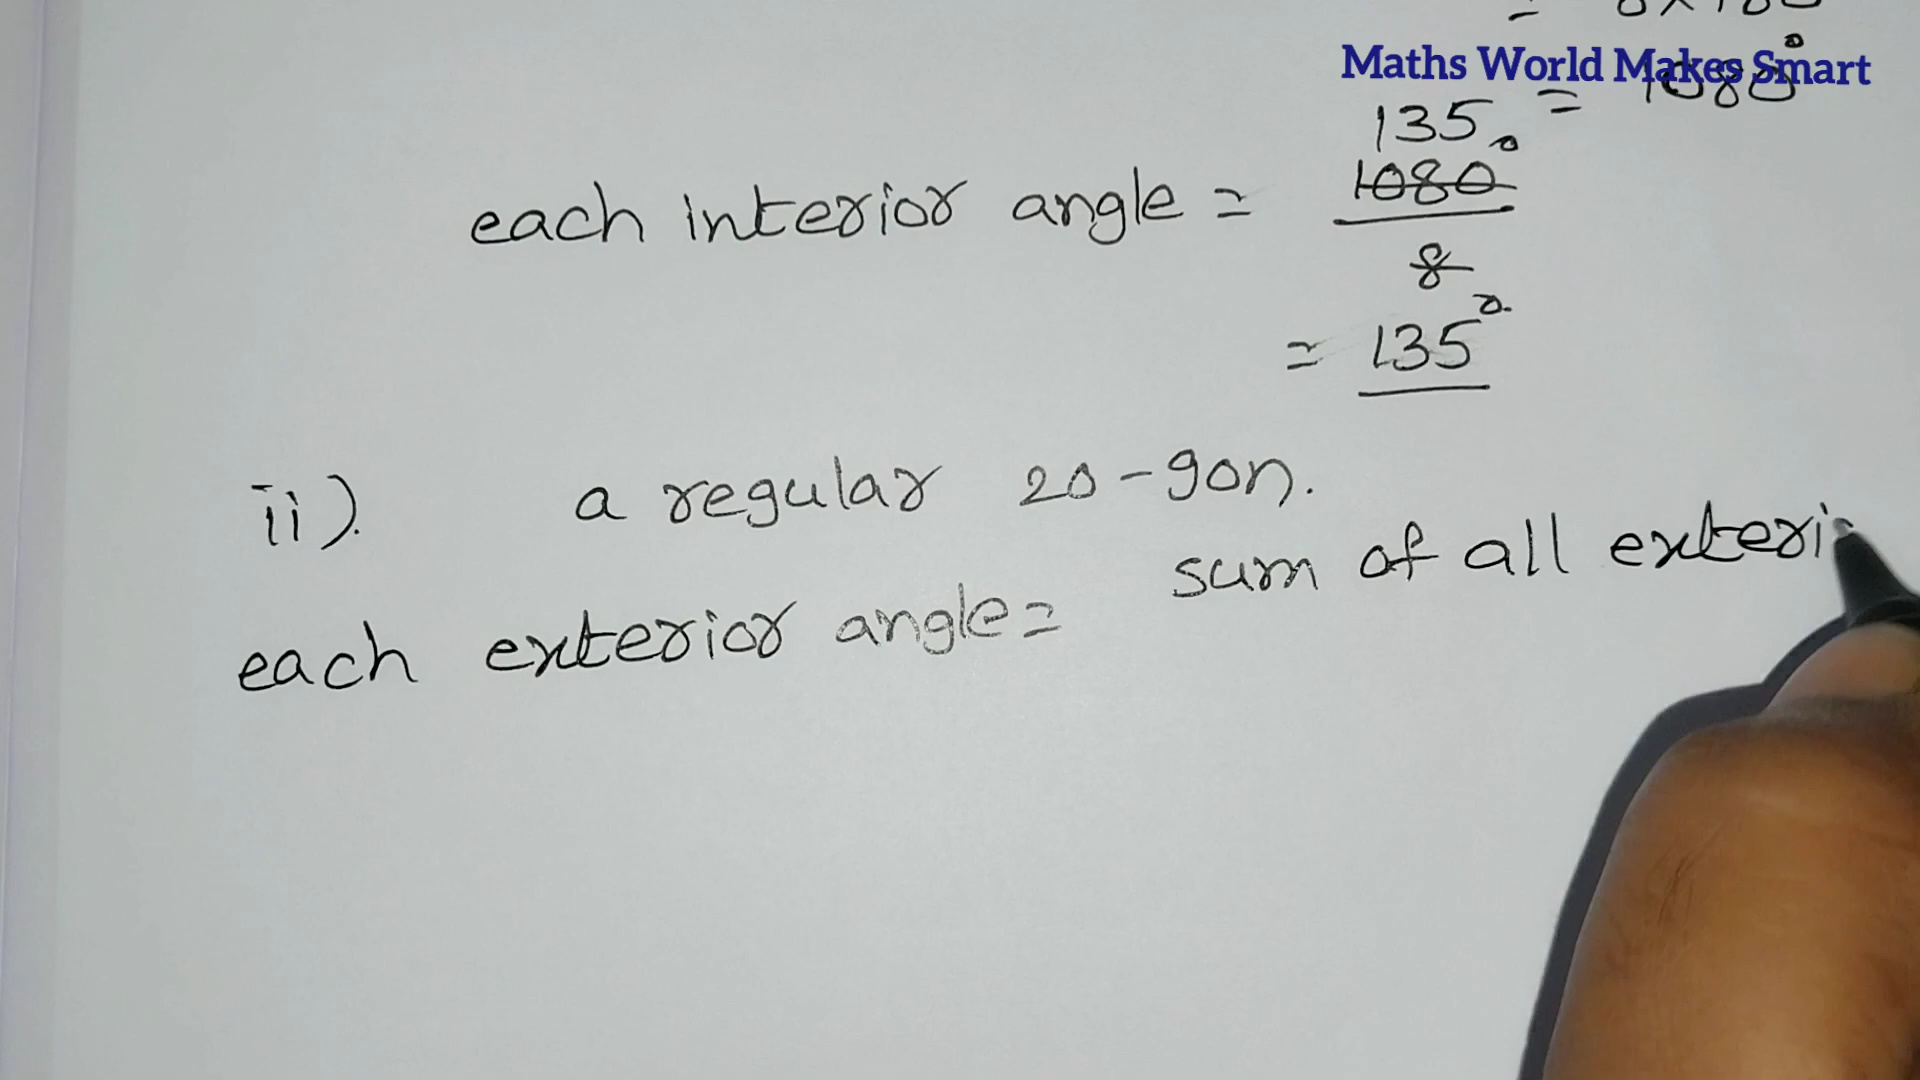 Maths World Makes Smart
= 1080°
135
each interior angle = 1080°
8
= 135°
ii). a regular 20-gon.
sum of all exteri
each exterior angle =